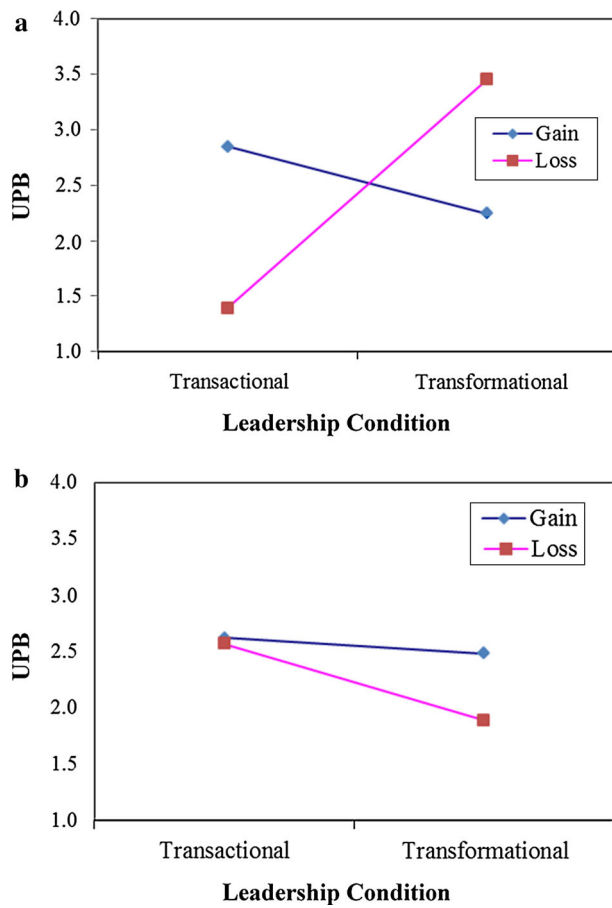 a
4.0
3.5
3.0
2.5
2.0
1.5
1.0
UPB
Gain
Loss
Transactional Transformational
Leadership Condition
b
4.0
3.5
3.0
2.5
2.0
1.5
1.0
UPB
Gain
Loss
Transactional Transformational
Leadership Condition